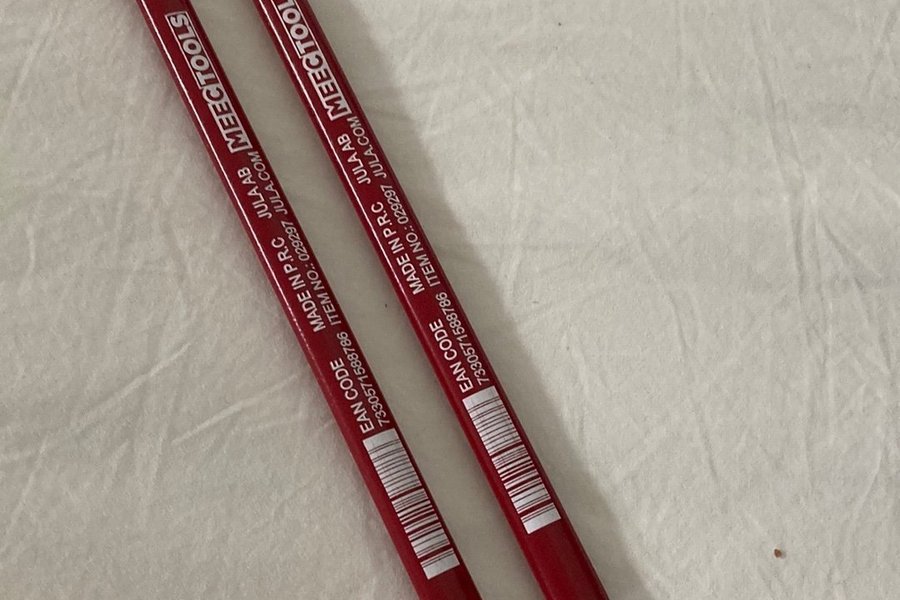 MEECTOOLS
JULA AB
JULA.COM
MADE IN P.R.C
ITEM NO.: 029297
EAN CODE
7330571588786
MEECTOOL
JULA AB
JULA.COM
MADE IN P.R.C
ITEM NO.: 029297
EAN CODE
7330571588786